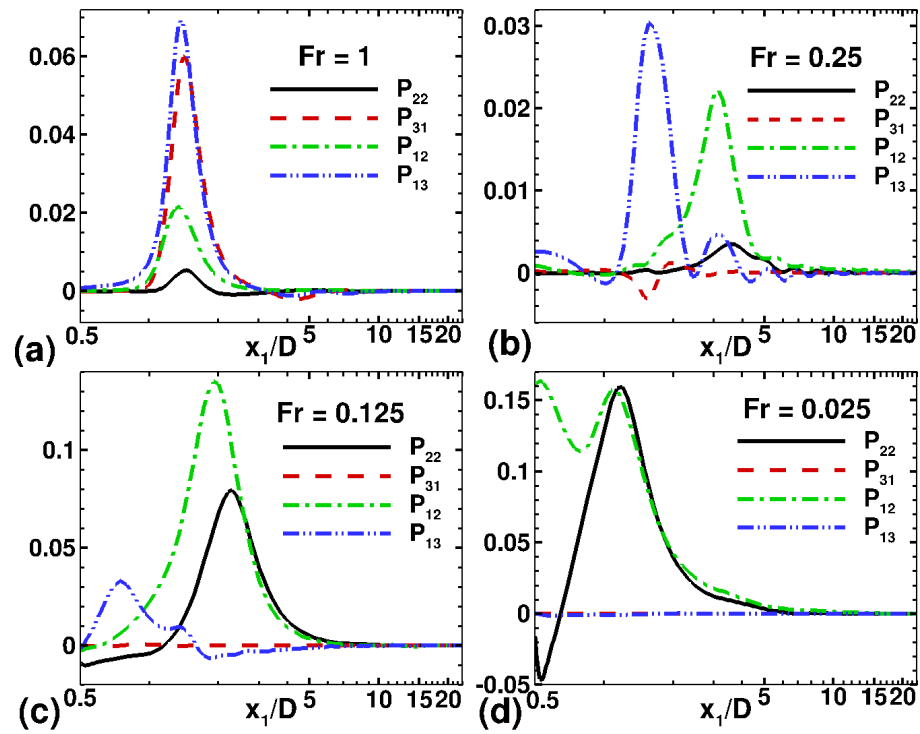 Fr = 1
P22
P31
P12
P13
0.06
0.04
0.02
0
0.5 5 10 15 20
x1/D
(a)
Fr = 0.25
P22
P31
P12
P13
0.03
0.02
0.01
0
0.5 5 10 15 20
x1/D
(b)
Fr = 0.125
P22
P31
P12
P13
0.1
0.05
0
0.5 5 10 15 20
x1/D
(c)
Fr = 0.025
P22
P31
P12
P13
0.15
0.1
0.05
0
-0.05
0.5 5 10 15 20
x1/D
(d)